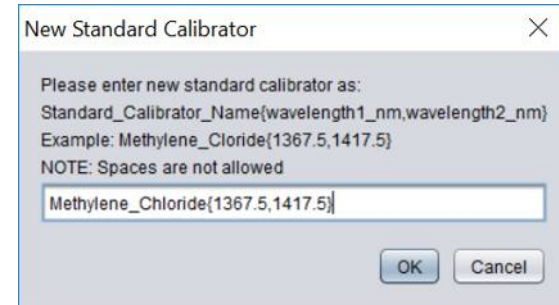 New Standard Calibrator
Please enter new standard calibrator as:
Standard_Calibrator_Name{wavelength1_nm,wavelength2_nm}
Example: Methylene_Cloride{1367.5,1417.5}
NOTE: Spaces are not allowed
Methylene_Chloride{1367.5,1417.5}
OK Cancel